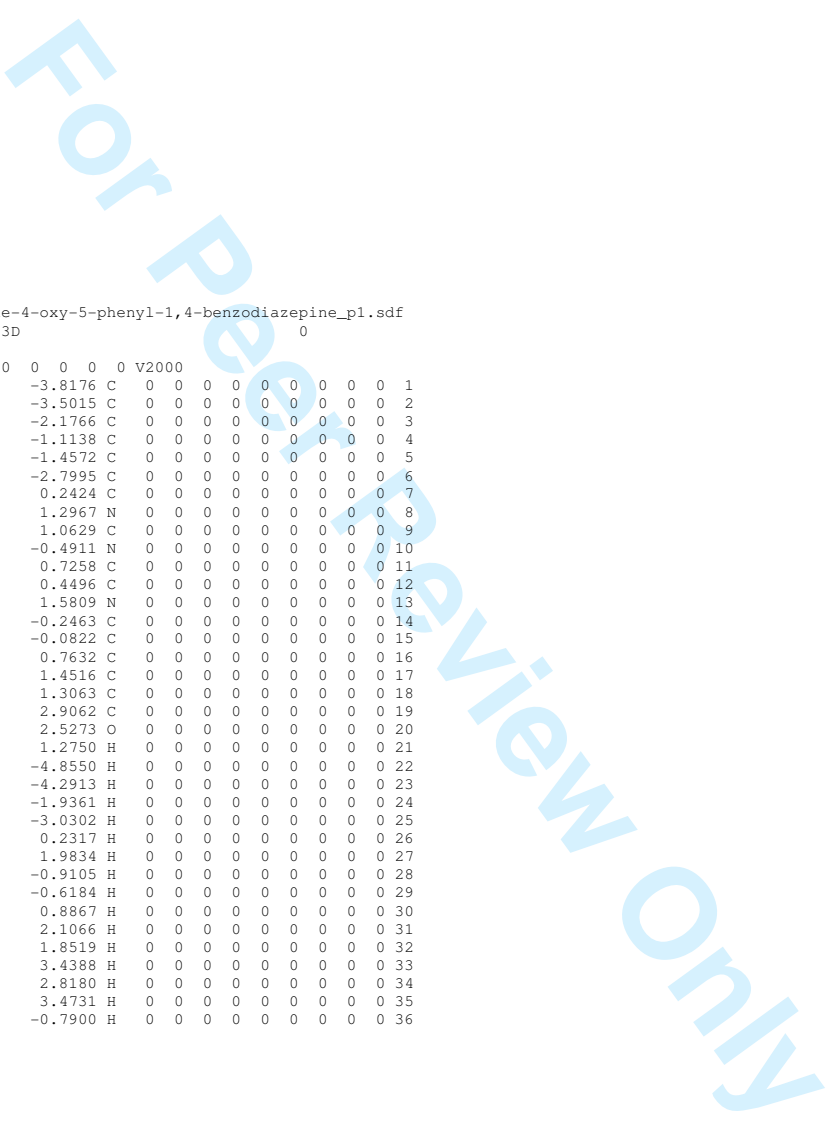 e-4-oxy-5-phenyl-1,4-benzodiazepine_p1.sdf
3D 0
0 0 0 0 0 V2000
-3.8176 C 0 0 0 0 0 0 0 0 0 1
-3.5015 C 0 0 0 0 0 0 0 0 0 2
-2.1766 C 0 0 0 0 0 0 0 0 0 3
-1.1138 C 0 0 0 0 0 0 0 0 0 4
-1.4572 C 0 0 0 0 0 0 0 0 0 5
-2.7995 C 0 0 0 0 0 0 0 0 0 6
0.2424 C 0 0 0 0 0 0 0 0 0 7
1.2967 N 0 0 0 0 0 0 0 0 0 8
1.0629 C 0 0 0 0 0 0 0 0 0 9
-0.4911 N 0 0 0 0 0 0 0 0 0 10
0.7258 C 0 0 0 0 0 0 0 0 0 11
0.4496 C 0 0 0 0 0 0 0 0 0 12
1.5809 N 0 0 0 0 0 0 0 0 0 13
-0.2463 C 0 0 0 0 0 0 0 0 0 14
-0.0822 C 0 0 0 0 0 0 0 0 0 15
0.7632 C 0 0 0 0 0 0 0 0 0 16
1.4516 C 0 0 0 0 0 0 0 0 0 17
1.3063 C 0 0 0 0 0 0 0 0 0 18
2.9062 C 0 0 0 0 0 0 0 0 0 19
2.5273 O 0 0 0 0 0 0 0 0 0 20
1.2750 H 0 0 0 0 0 0 0 0 0 21
-4.8550 H 0 0 0 0 0 0 0 0 0 22
-4.2913 H 0 0 0 0 0 0 0 0 0 23
-1.9361 H 0 0 0 0 0 0 0 0 0 24
-3.0302 H 0 0 0 0 0 0 0 0 0 25
0.2317 H 0 0 0 0 0 0 0 0 0 26
1.9834 H 0 0 0 0 0 0 0 0 0 27
-0.9105 H 0 0 0 0 0 0 0 0 0 28
-0.6184 H 0 0 0 0 0 0 0 0 0 29
0.8867 H 0 0 0 0 0 0 0 0 0 30
2.1066 H 0 0 0 0 0 0 0 0 0 31
1.8519 H 0 0 0 0 0 0 0 0 0 32
3.4388 H 0 0 0 0 0 0 0 0 0 33
2.8180 H 0 0 0 0 0 0 0 0 0 34
3.4731 H 0 0 0 0 0 0 0 0 0 35
-0.7900 H 0 0 0 0 0 0 0 0 0 36
For Peer Review Only